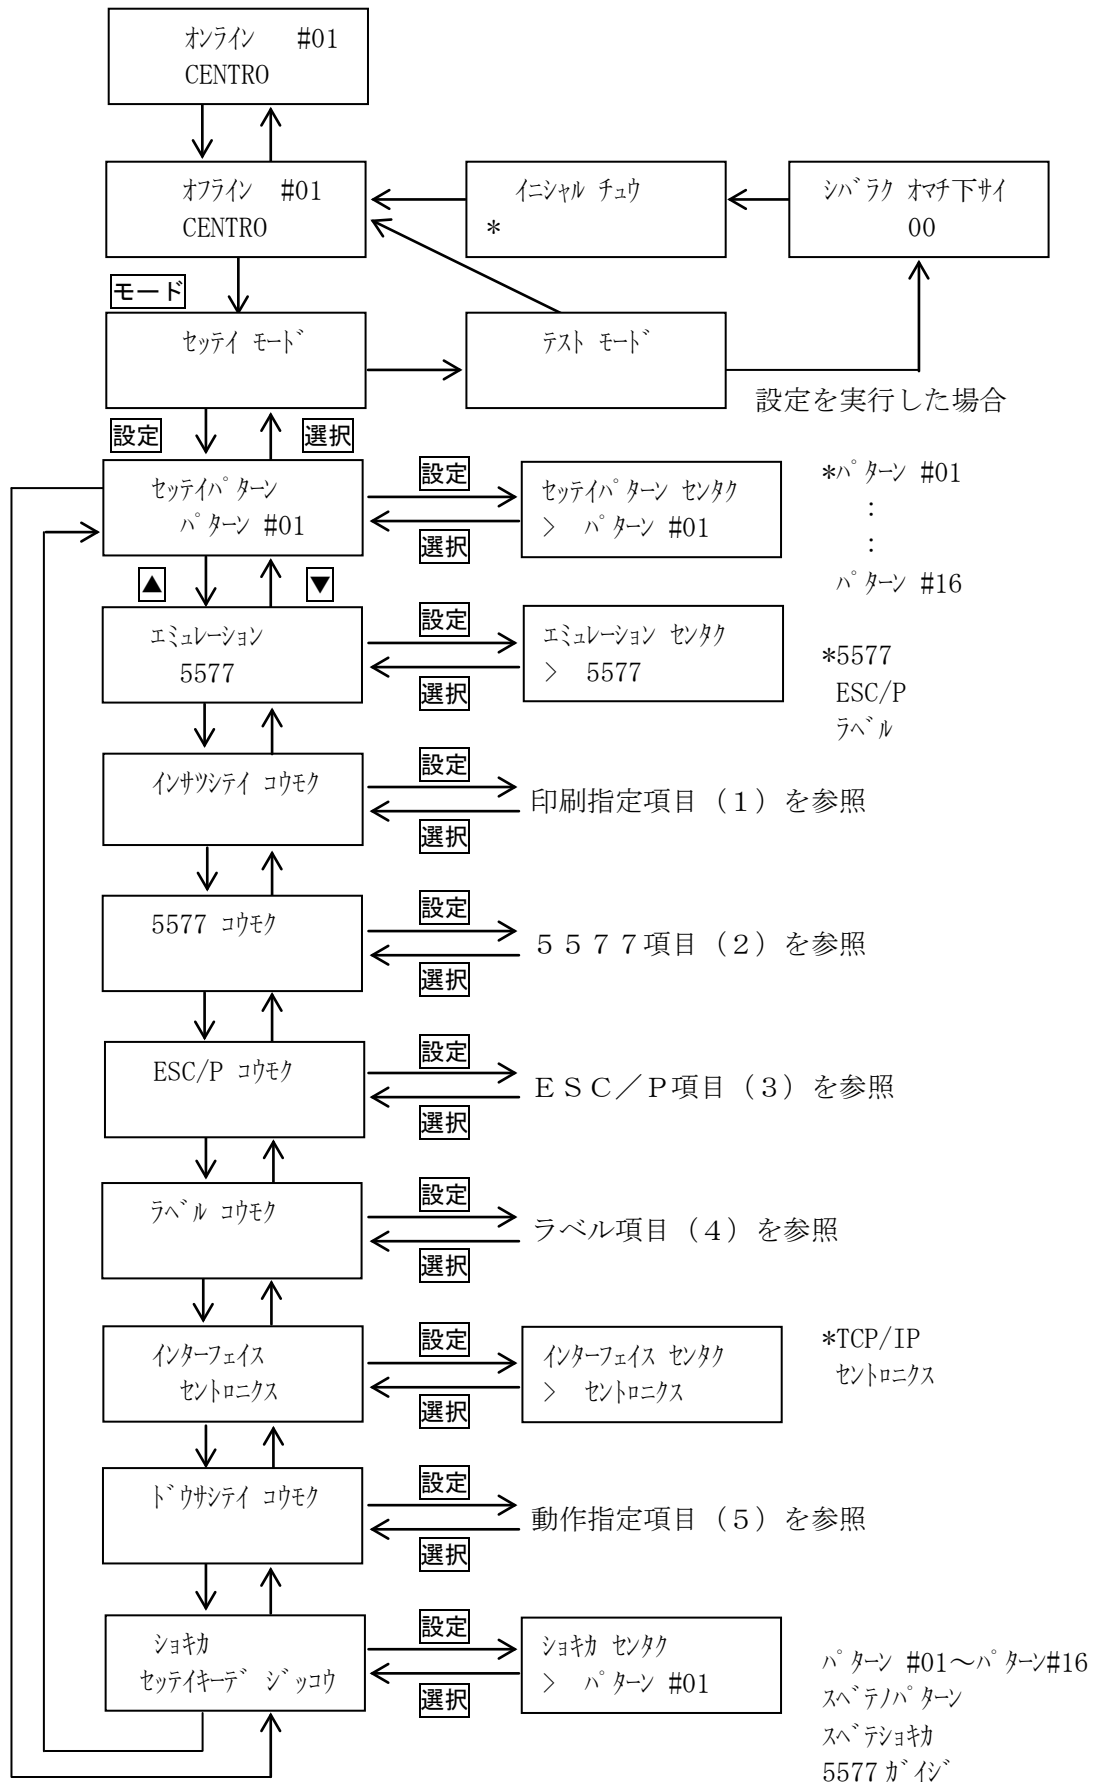 オンライン #01
CENTRO
オフライン #01
CENTRO
イニシャル チュウ
*
シバラク オマチ下サイ
00
モード
セッテイ モード
テスト モード
設定を実行した場合
設定
選択
セッテイパターン
パターン #01
設定
選択
セッテイパターン センタク
> パターン #01
*パターン #01
:
:
パターン #16
▲
▼
エミュレーション
5577
設定
選択
エミュレーション センタク
> 5577
*5577
ESC/P
ラベル
インサツシテイ コウモク
設定
選択
印刷指定項目(1)を参照
5577 コウモク
設定
選択
5577項目(2)を参照
ESC/P コウモク
設定
選択
ESC/P項目(3)を参照
ラベル コウモク
設定
選択
ラベル項目(4)を参照
インターフェイス
セントロニクス
設定
選択
インターフェイス センタク
> セントロニクス
*TCP/IP
セントロニクス
ドウサシテイ コウモク
設定
選択
動作指定項目(5)を参照
ショキカ
セッテイキーデ ジッコウ
設定
選択
ショキカ センタク
> パターン #01
パターン #01~パターン#16
スベテノパターン
スベテショキカ
5577 ガイジ